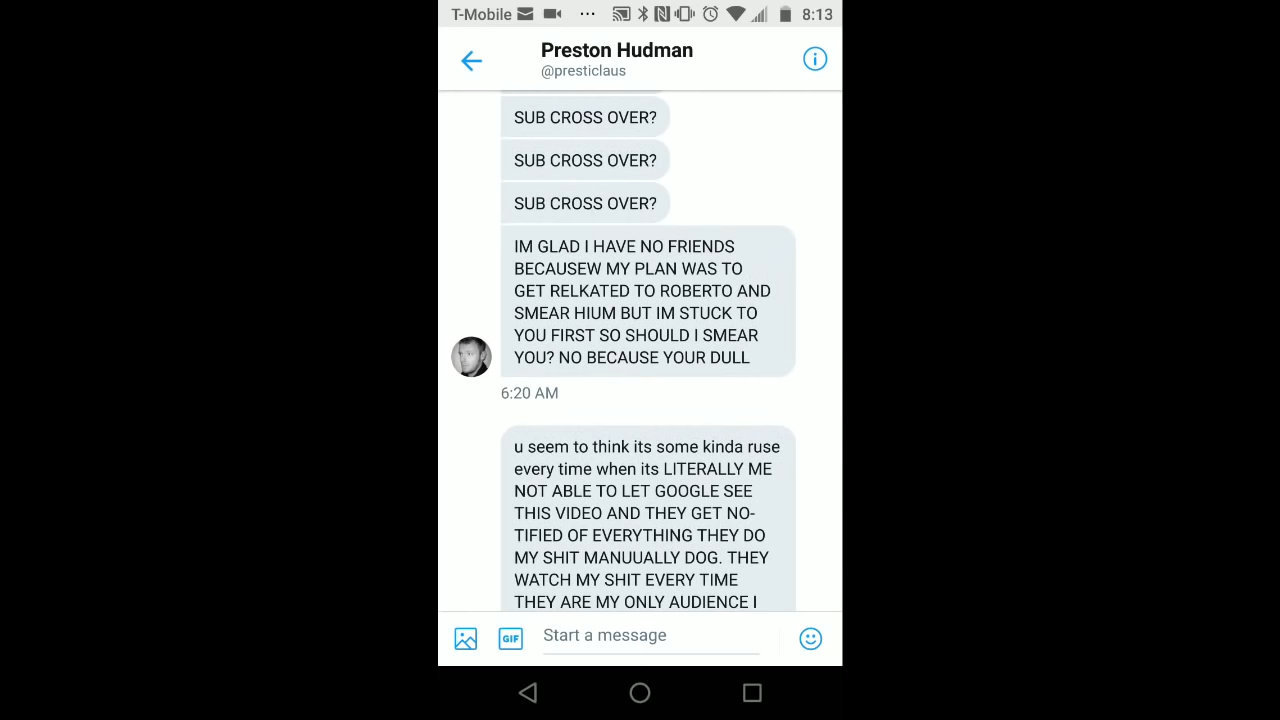 T-Mobile 8:13
Preston Hudman
@presticlaus
SUB CROSS OVER?
SUB CROSS OVER?
SUB CROSS OVER?
IM GLAD I HAVE NO FRIENDS
BECAUSEW MY PLAN WAS TO
GET RELKATED TO ROBERTO AND
SMEAR HIUM BUT IM STUCK TO
YOU FIRST SO SHOULD I SMEAR
YOU? NO BECAUSE YOUR DULL
6:20 AM
u seem to think its some kinda ruse
every time when its LITERALLY ME
NOT ABLE TO LET GOOGLE SEE
THIS VIDEO AND THEY GET NO-
TIFIED OF EVERYTHING THEY DO
MY SHIT MANUUALLY DOG. THEY
WATCH MY SHIT EVERY TIME
THEY ARE MY ONLY AUDIENCE I
GIF Start a message